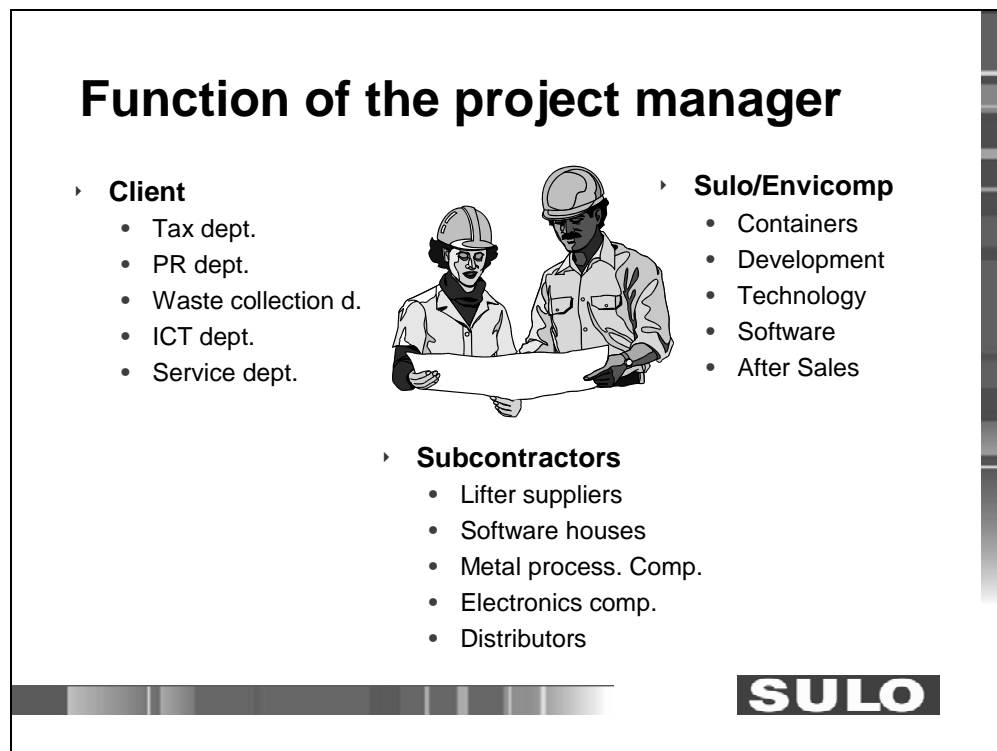 Function of the project manager
Client
Tax dept.
PR dept.
Waste collection d.
ICT dept.
Service dept.
Sulo/Envicomp
Containers
Development
Technology
Software
After Sales
Subcontractors
Lifter suppliers
Software houses
Metal process. Comp.
Electronics comp.
Distributors
SULO